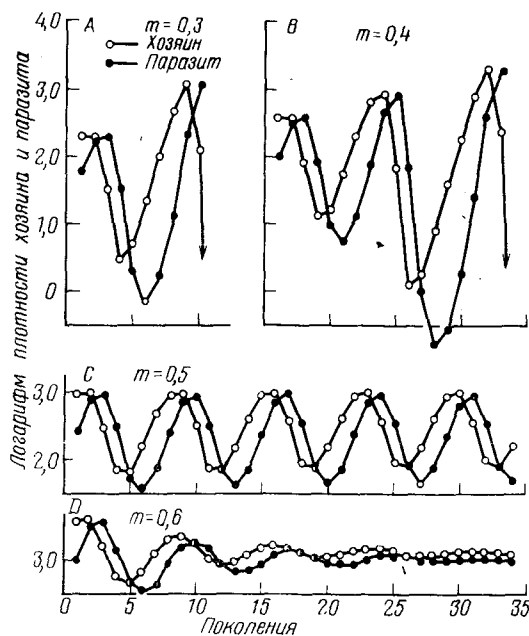 4,0
3,0
2,0
1,0
0
A m = 0,3
Хозяин
Паразит
B m = 0,4
Логарифм плотности хозяина и паразита
C m = 0,5
3,0
2,0
D m = 0,6
3,0
0 5 10 15 20 25 30 35
Поколения